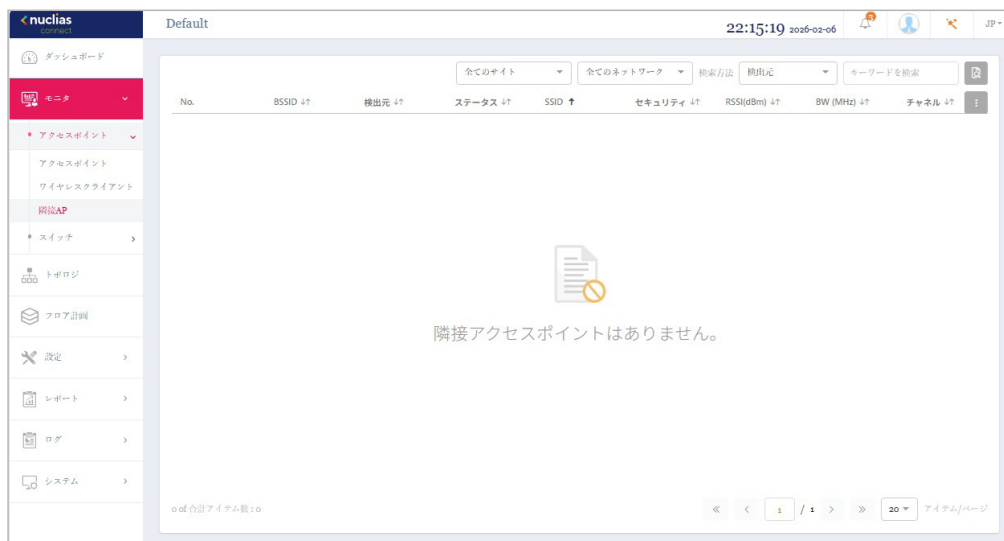 nuclias
connect
Default
22:15:19 2026-02-06
3
JP
ダッシュボード
モニタ
アクセスポイント
アクセスポイント
ワイヤレスクライアント
隣接AP
スイッチ
トポロジ
フロア計画
設定
レポート
ログ
システム
全てのサイト 全てのネットワーク 検索方法 検出元 キーワードを検索
No. BSSID ↓↑ 検出元 ↓↑ ステータス ↓↑ SSID ↑ セキュリティ ↓↑ RSSI(dBm) ↓↑ BW (MHz) ↓↑ チャネル ↓↑
隣接アクセスポイントはありません。
0 of 合計アイテム数 : 0
1 / 1 20 アイテム/ページ